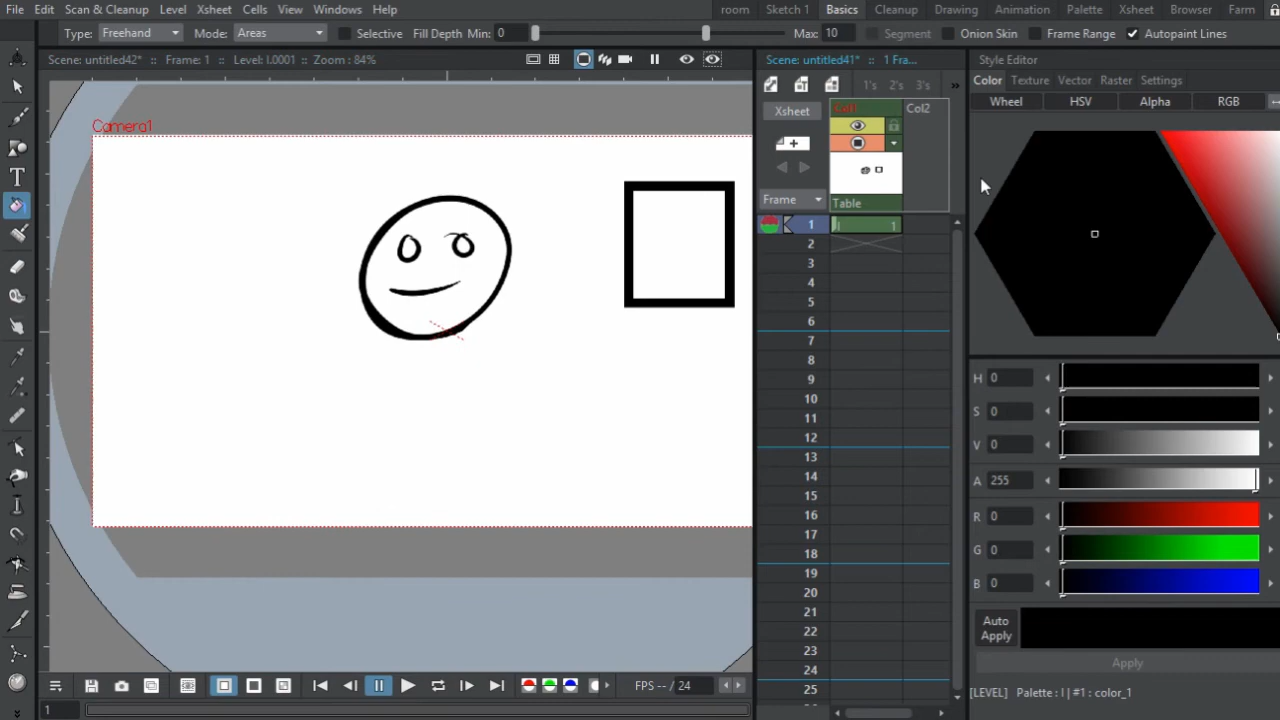 File Edit Scan & Cleanup Level Xsheet Cells View Windows Help room Sketch 1 Basics Cleanup Drawing Animation Palette Xsheet Browser Farm
Type: Freehand Mode: Areas Selective Fill Depth Min: 0 Max: 10 Segment Onion Skin Frame Range Autopaint Lines
Scene: untitled42* :: Frame: 1 :: Level: l.0001 :: Zoom : 84%
Scene: untitled41* :: 1 Fra...
Style Editor
1's 2's 3's »
Color Texture Vector Raster Settings
Wheel HSV Alpha RGB
Xsheet
Col1 Col2
Camera1
Frame
Table
1 l 1
2
3
4
5
6
7
8
9
10
11
12
13
14
15
16
17
18
19
20
21
22
23
24
25
H 0
S 0
V 0
A 255
R 0
G 0
B 0
Auto
Apply
Apply
FPS -- / 24
[LEVEL] Palette : l | #1 : color_1
1